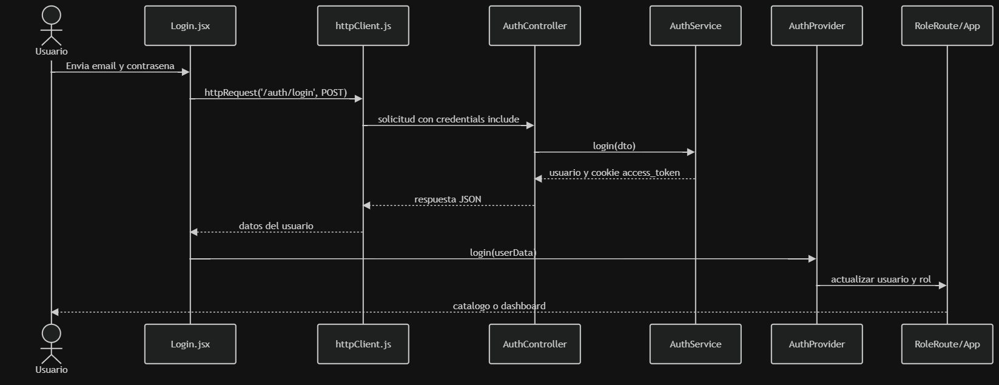 Usuario
Login.jsx
httpClient.js
AuthController
AuthService
AuthProvider
RoleRoute/App
Envia email y contrasena
httpRequest('/auth/login', POST)
solicitud con credentials include
login(dto)
usuario y cookie access_token
respuesta JSON
datos del usuario
login(userData)
actualizar usuario y rol
catalogo o dashboard
Usuario
Login.jsx
httpClient.js
AuthController
AuthService
AuthProvider
RoleRoute/App